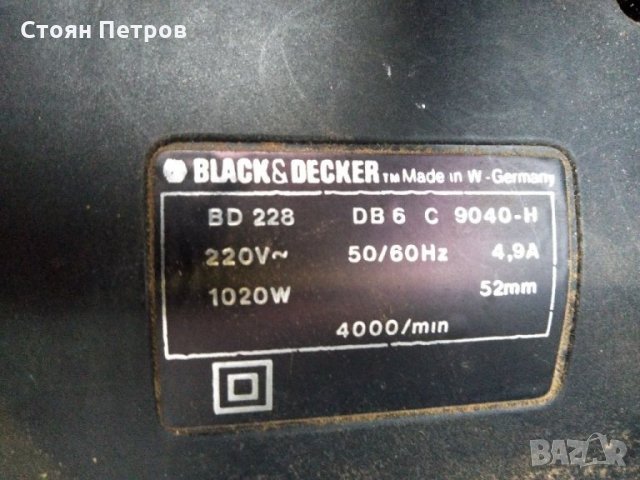 Стоян Петров
BLACK&DECKER TM Made in W.-Germany
BD 228 DB 6 C 9040-H
220V~ 50/60Hz 4,9A
1020W 52mm
4000/min
BAZAR